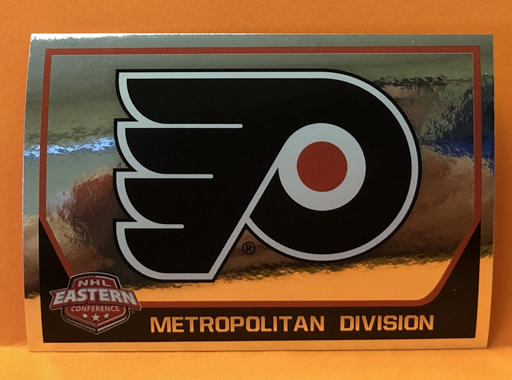 ®
NHL
EASTERN
CONFERENCE
METROPOLITAN DIVISION